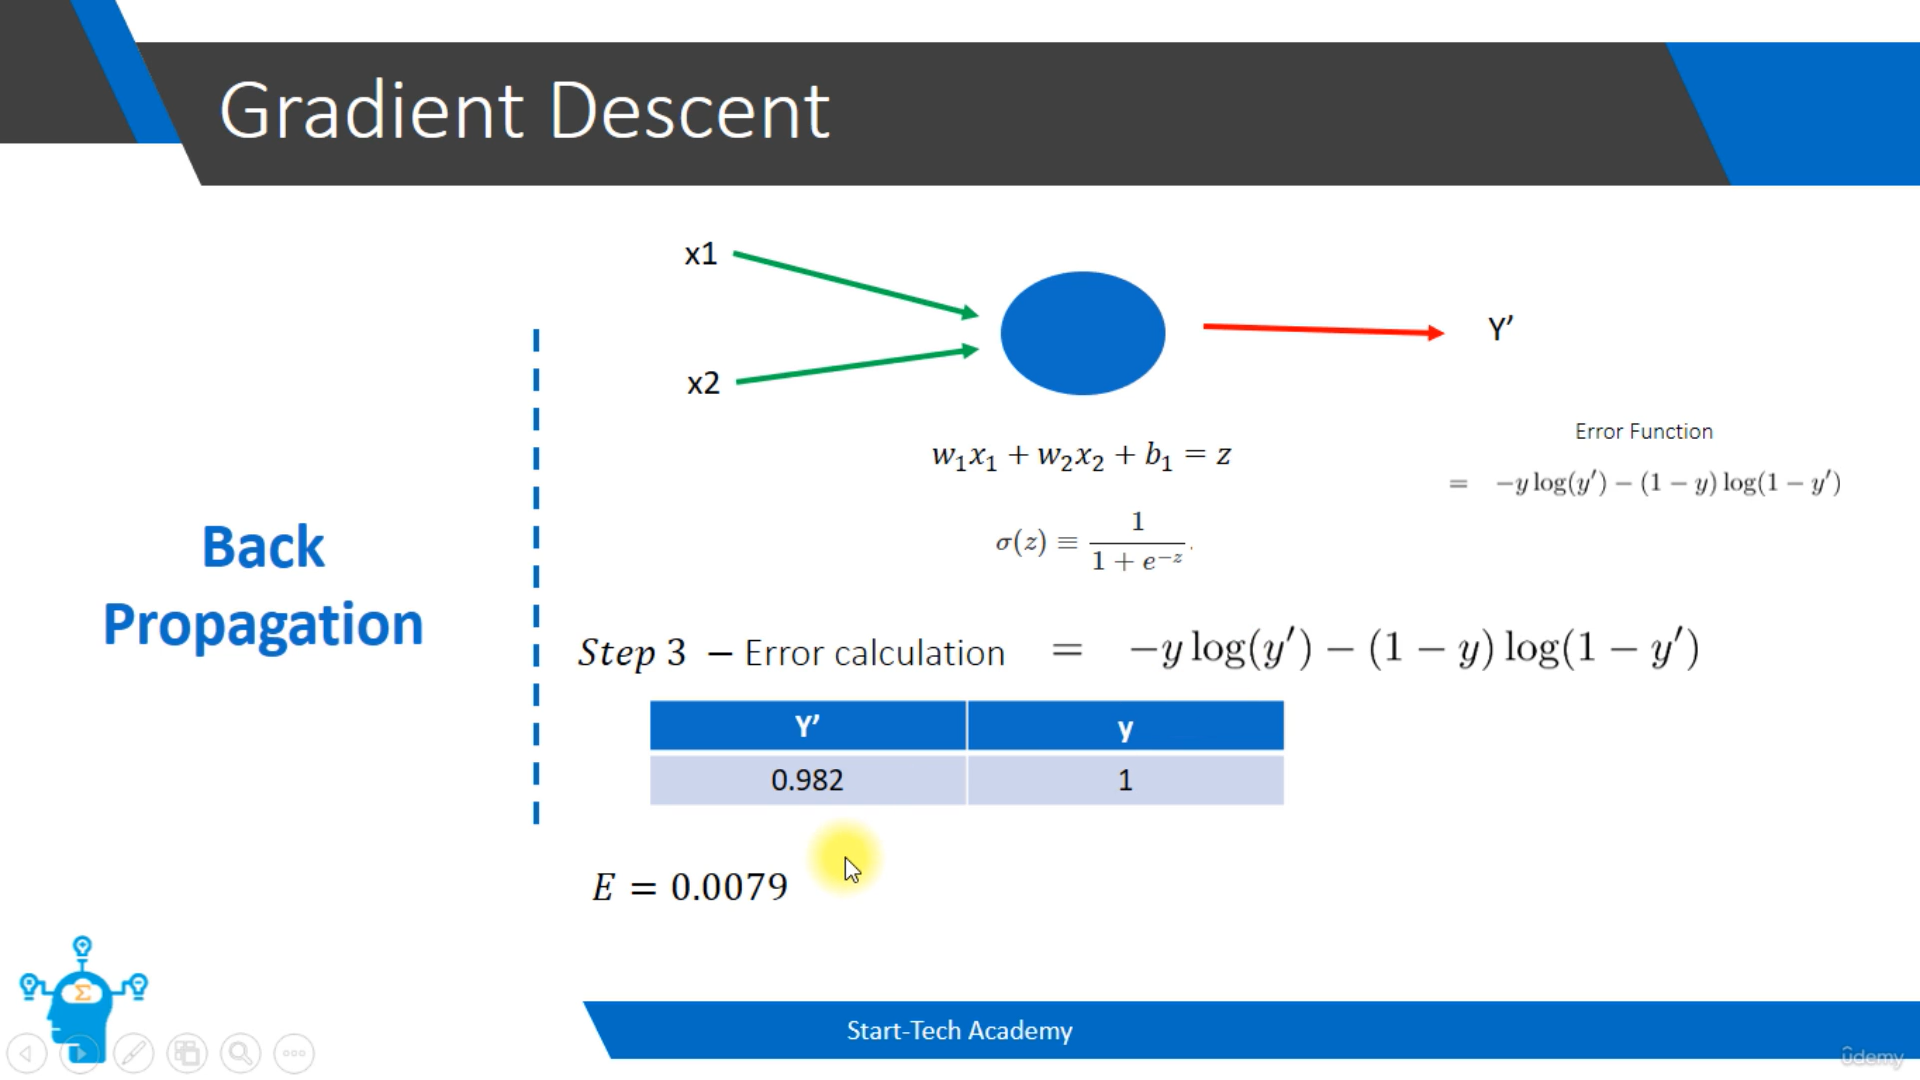 Gradient Descent
x1
x2
Y’
w₁x₁ + w₂x₂ + b₁ = z
Error Function
= −y log(y′) − (1 − y) log(1 − y′)
σ(z) ≡ 1 / (1 + e^(−z)).
Back
Propagation
Step 3 – Error calculation = −y log(y′) − (1 − y) log(1 − y′)
Y’ y
0.982 1
E = 0.0079
Σ
Start-Tech Academy
udemy